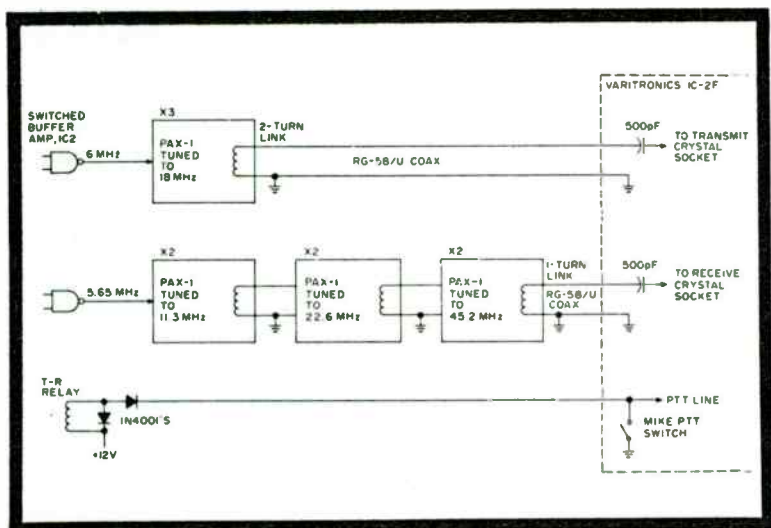 SWITCHED
BUFFER
AMP, IC2
6 MHz
X3
PAX-1
TUNED
TO
18 MHz
2-TURN
LINK
RG-58/U COAX
VARITRONICS IC-2F
500pF
TO TRANSMIT
CRYSTAL
SOCKET
5.65 MHz
X2
PAX-1
TUNED
TO
11.3 MHz
X2
PAX-1
TUNED
TO
22.6 MHz
X2
PAX-1
TUNED
TO
45.2 MHz
1-TURN
LINK
RG-58/U
COAX
500pF
TO RECEIVE
CRYSTAL
SOCKET
T-R
RELAY
1N4001'S
+12V
PTT LINE
MIKE PTT
SWITCH